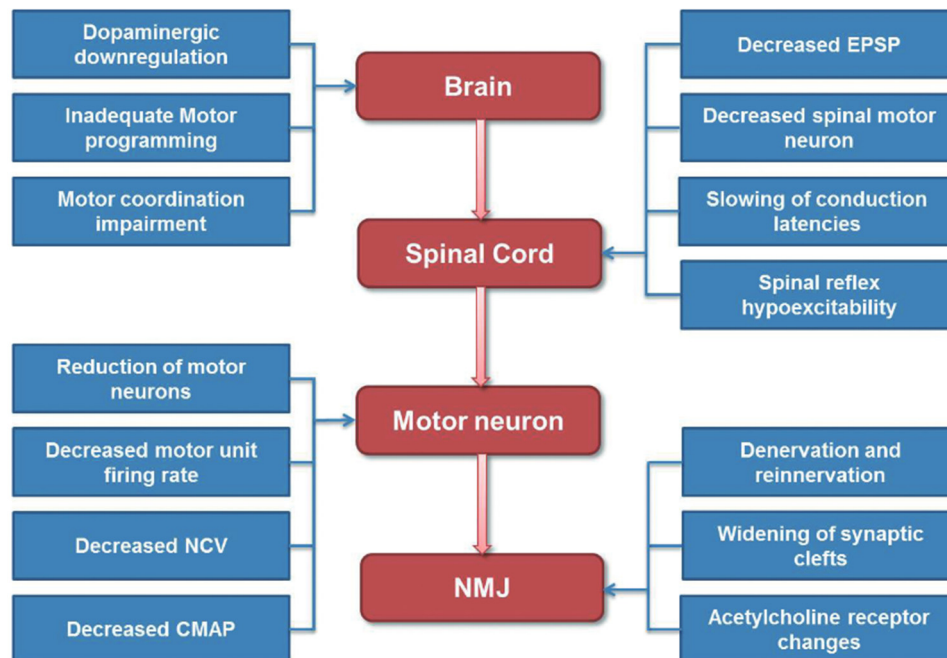 Dopaminergic
downregulation
Inadequate Motor
programming
Motor coordination
impairment
Brain
Decreased EPSP
Decreased spinal motor
neuron
Slowing of conduction
latencies
Spinal reflex
hypoexcitability
Spinal Cord
Reduction of motor
neurons
Decreased motor unit
firing rate
Decreased NCV
Decreased CMAP
Motor neuron
Denervation and
reinnervation
Widening of synaptic
clefts
Acetylcholine receptor
changes
NMJ